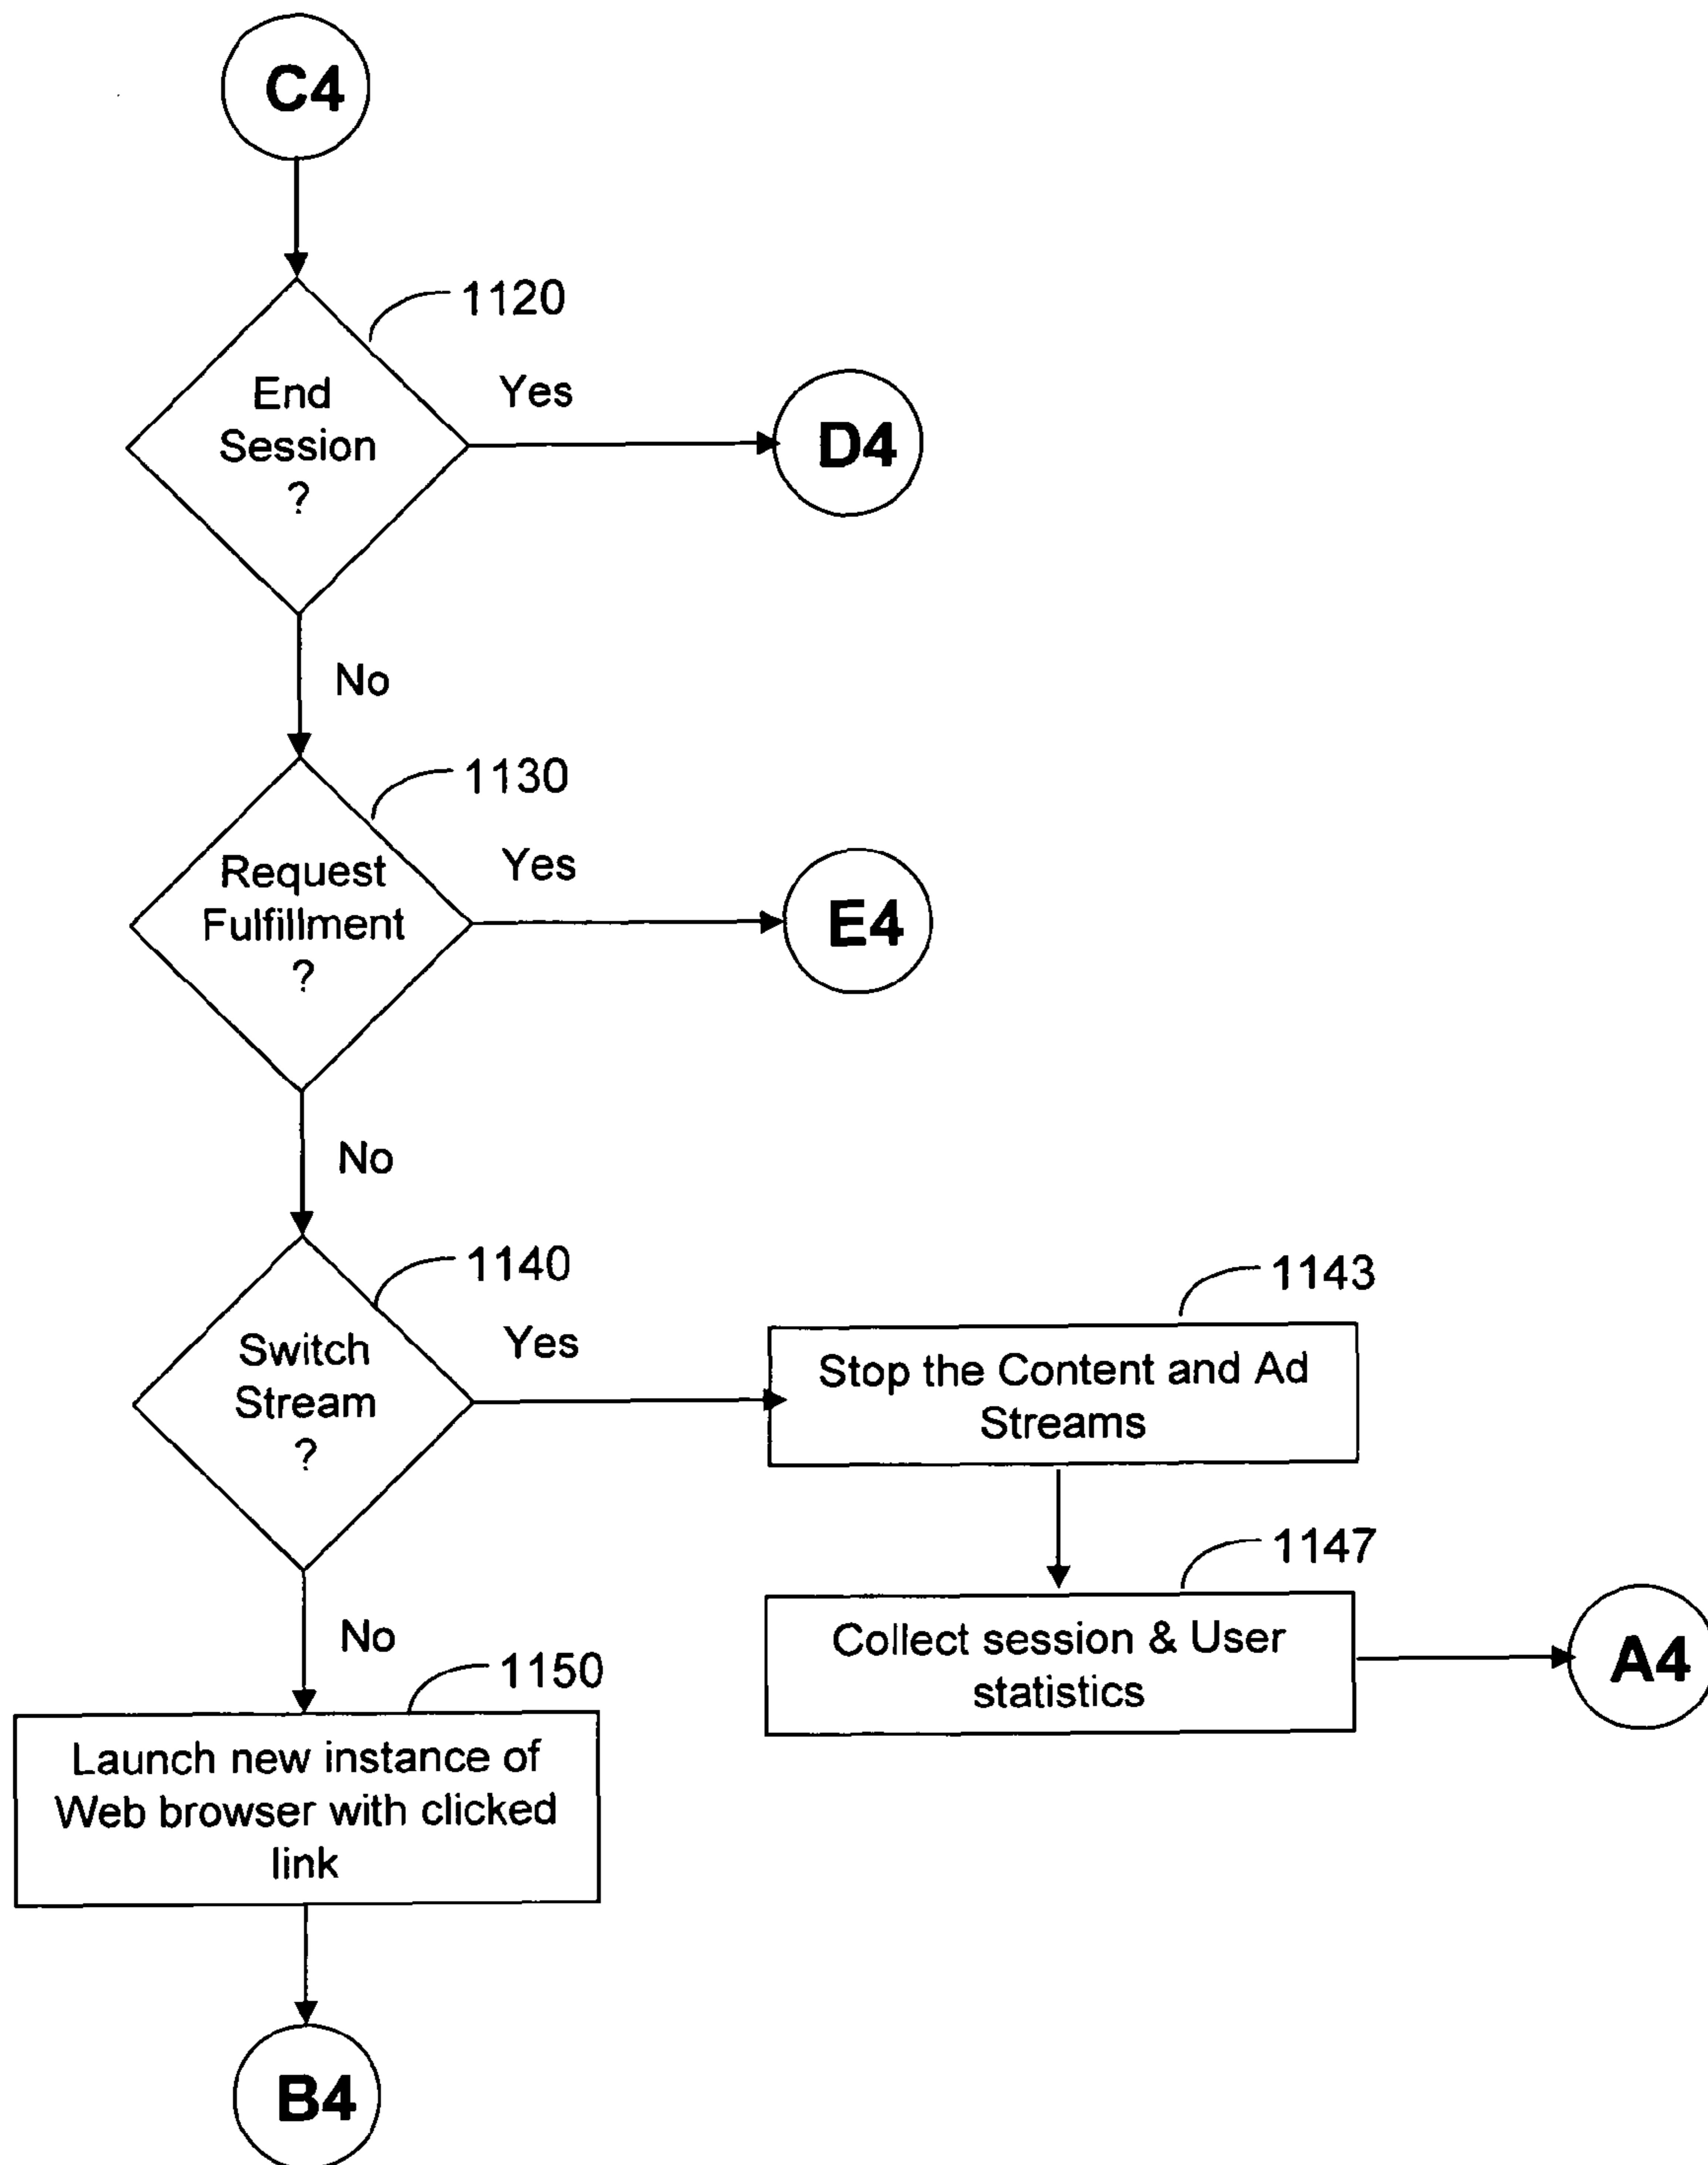 C4
1120
End
Session
?
Yes
D4
No
1130
Request
Fulfillment
?
Yes
E4
No
1140
Switch
Stream
?
Yes
1143
Stop the Content and Ad
Streams
1147
Collect session & User
statistics
A4
No
1150
Launch new instance of
Web browser with clicked
link
B4